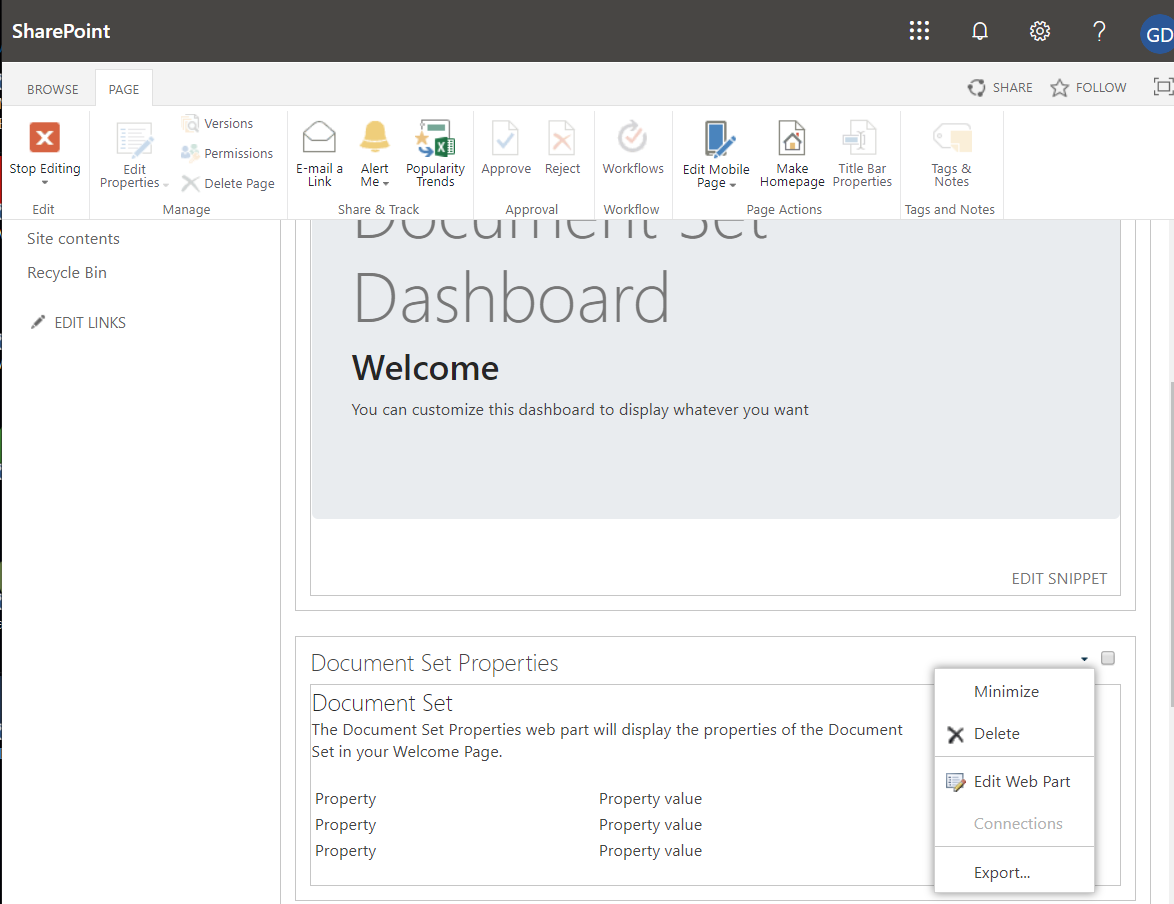 SharePoint
GD
BROWSE
PAGE
SHARE
FOLLOW
Stop Editing
Edit
Edit
Properties
Versions
Permissions
Delete Page
Manage
E-mail a
Link
Alert
Me
Popularity
Trends
Share & Track
Approve
Reject
Approval
Workflows
Workflow
Edit Mobile
Page
Make
Homepage
Title Bar
Properties
Page Actions
Tags &
Notes
Tags and Notes
Site contents
Recycle Bin
EDIT LINKS
Document Set
Dashboard
Welcome
You can customize this dashboard to display whatever you want
EDIT SNIPPET
Document Set Properties
Document Set
The Document Set Properties web part will display the properties of the Document
Set in your Welcome Page.
Property Property value
Property Property value
Property Property value
Minimize
Delete
Edit Web Part
Connections
Export...